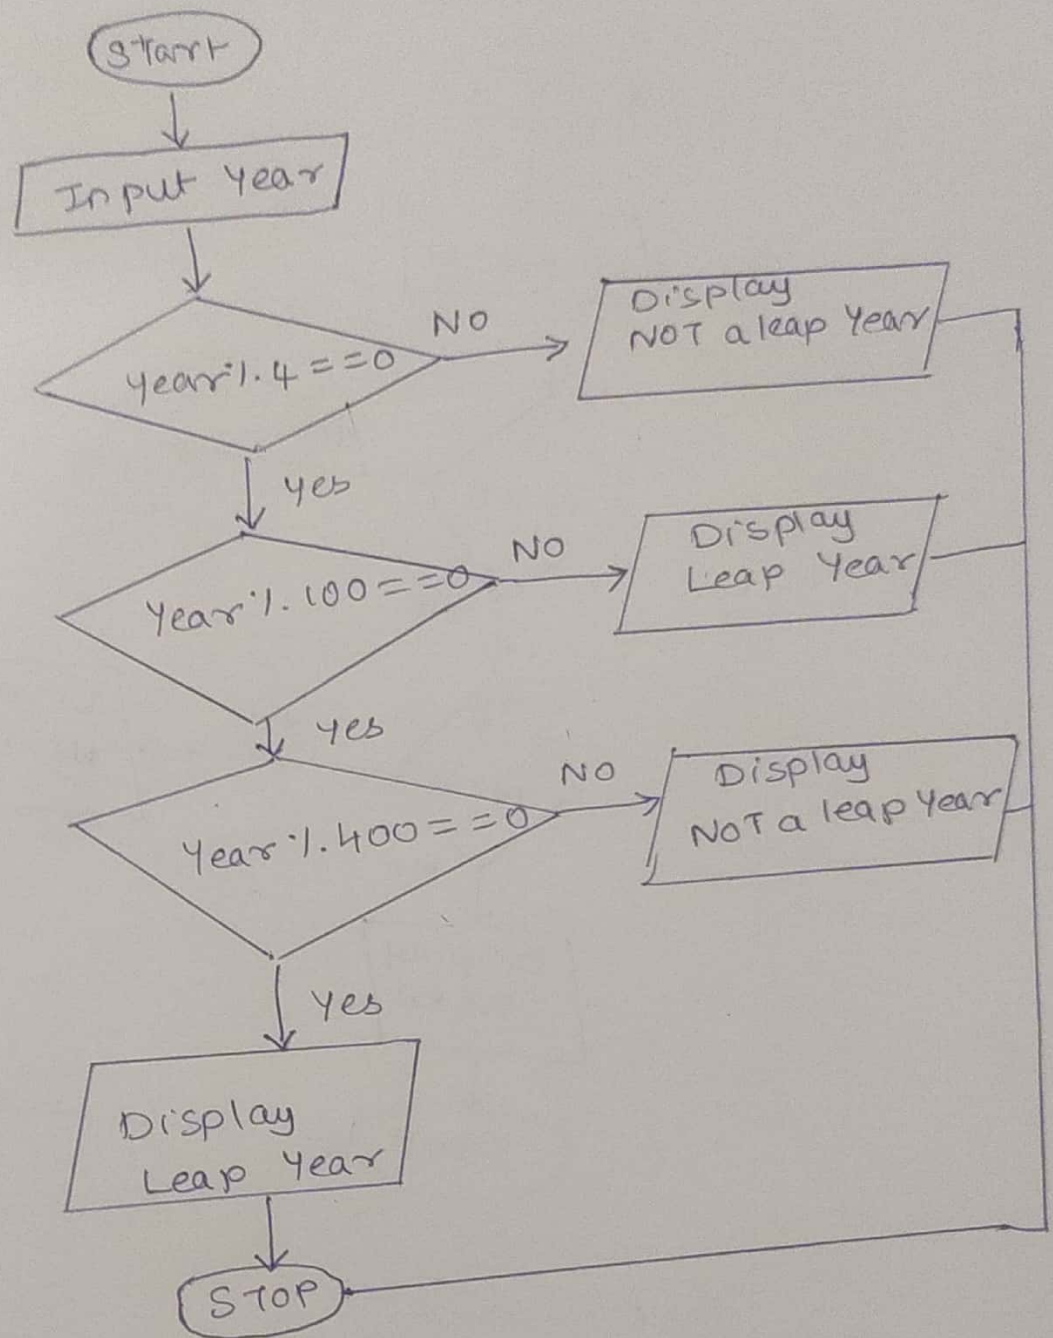 Start
Input Year
Year % 4 == 0
NO
Display
NOT a leap Year
Yes
Year % 100 == 0
NO
Display
Leap Year
Yes
Year % 400 == 0
NO
Display
NOT a leap Year
Yes
Display
Leap Year
STOP